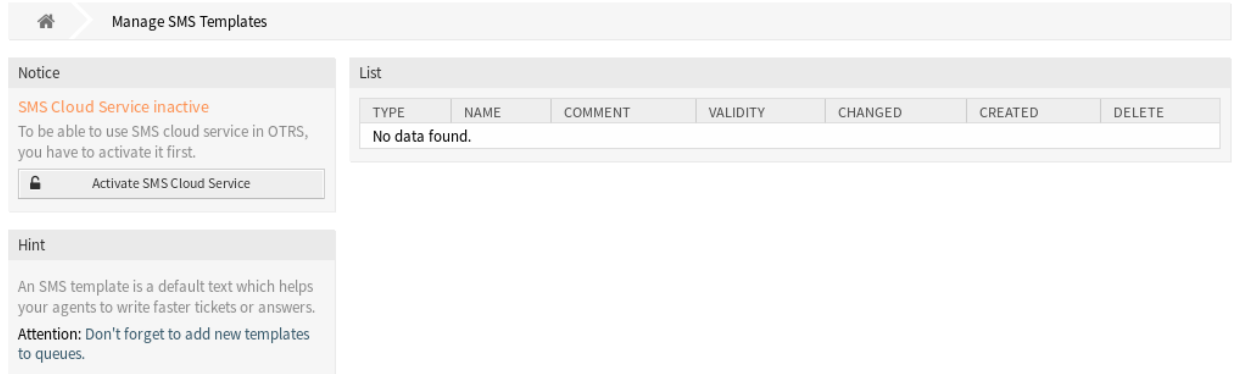 Manage SMS Templates
Notice
SMS Cloud Service inactive
To be able to use SMS cloud service in OTRS,
you have to activate it first.
Activate SMS Cloud Service
Hint
An SMS template is a default text which helps
your agents to write faster tickets or answers.
Attention: Don't forget to add new templates
to queues.
List
TYPE NAME COMMENT VALIDITY CHANGED CREATED DELETE
No data found.